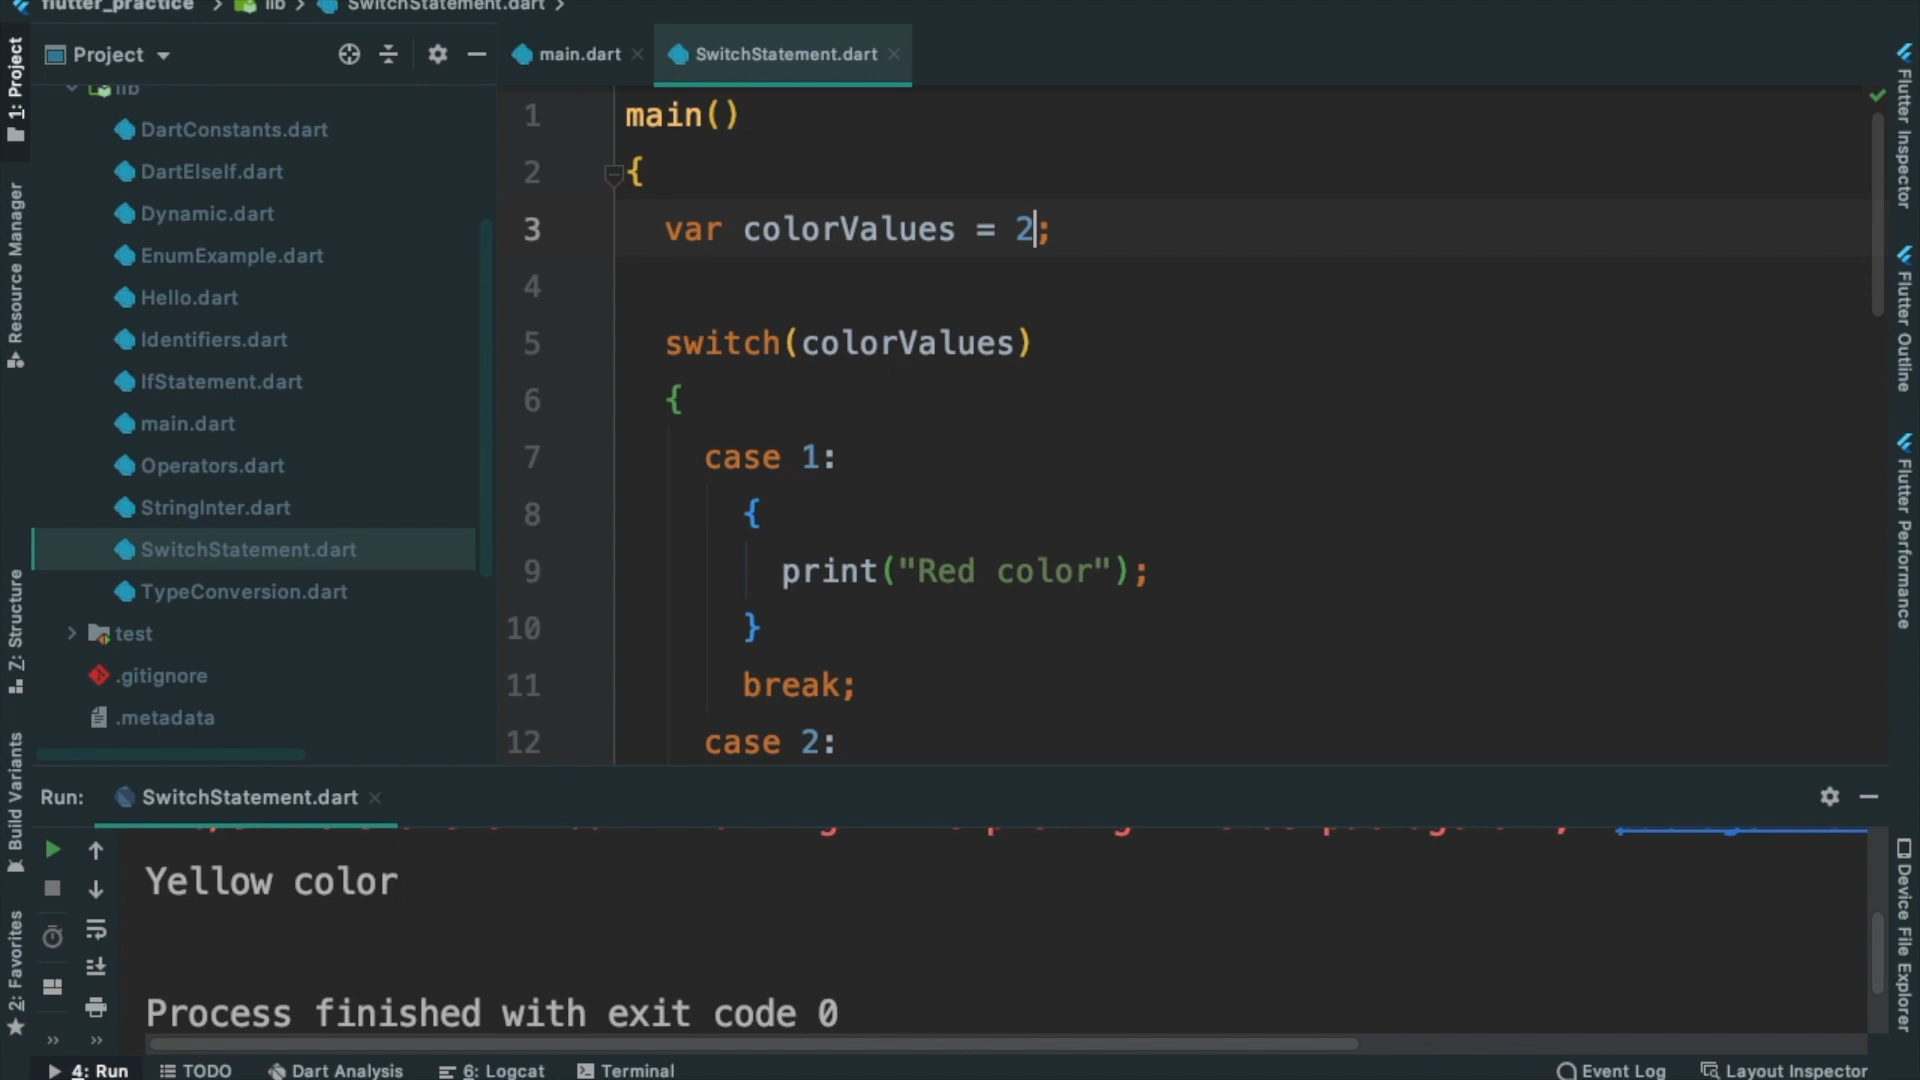 flutter_practice
lib
SwitchStatement.dart
1: Project
Resource Manager
Z: Structure
Build Variants
2: Favorites
Project
lib
DartConstants.dart
DartElseIf.dart
Dynamic.dart
EnumExample.dart
Hello.dart
Identifiers.dart
IfStatement.dart
main.dart
Operators.dart
StringInter.dart
SwitchStatement.dart
TypeConversion.dart
test
.gitignore
.metadata
main.dart
SwitchStatement.dart
1 main()
2 {
3 var colorValues = 2;
4
5 switch(colorValues)
6 {
7 case 1:
8 {
9 print("Red color");
10 }
11 break;
12 case 2:
Flutter Inspector
Flutter Outline
Flutter Performance
Device File Explorer
Run: SwitchStatement.dart
Yellow color
Process finished with exit code 0
4: Run
TODO
Dart Analysis
6: Logcat
Terminal
Event Log
Layout Inspector